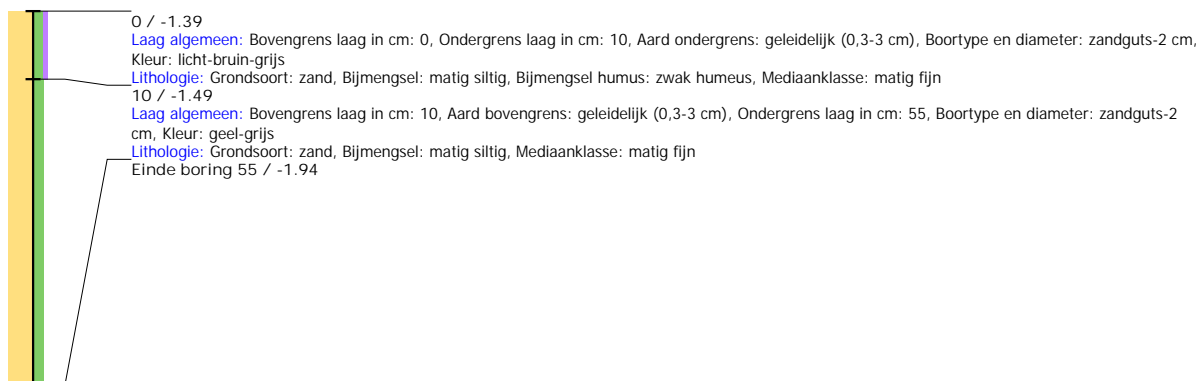 0 / -1.39
Laag algemeen: Bovengrens laag in cm: 0, Ondergrens laag in cm: 10, Aard ondergrens: geleidelijk (0,3-3 cm), Boortype en diameter: zandguts-2 cm,
Kleur: licht-bruin-grijs
Lithologie: Grondsoort: zand, Bijmengsel: matig siltig, Bijmengsel humus: zwak humeus, Mediaanklasse: matig fijn
10 / -1.49
Laag algemeen: Bovengrens laag in cm: 10, Aard bovengrens: geleidelijk (0,3-3 cm), Ondergrens laag in cm: 55, Boortype en diameter: zandguts-2
cm, Kleur: geel-grijs
Lithologie: Grondsoort: zand, Bijmengsel: matig siltig, Mediaanklasse: matig fijn
Einde boring 55 / -1.94